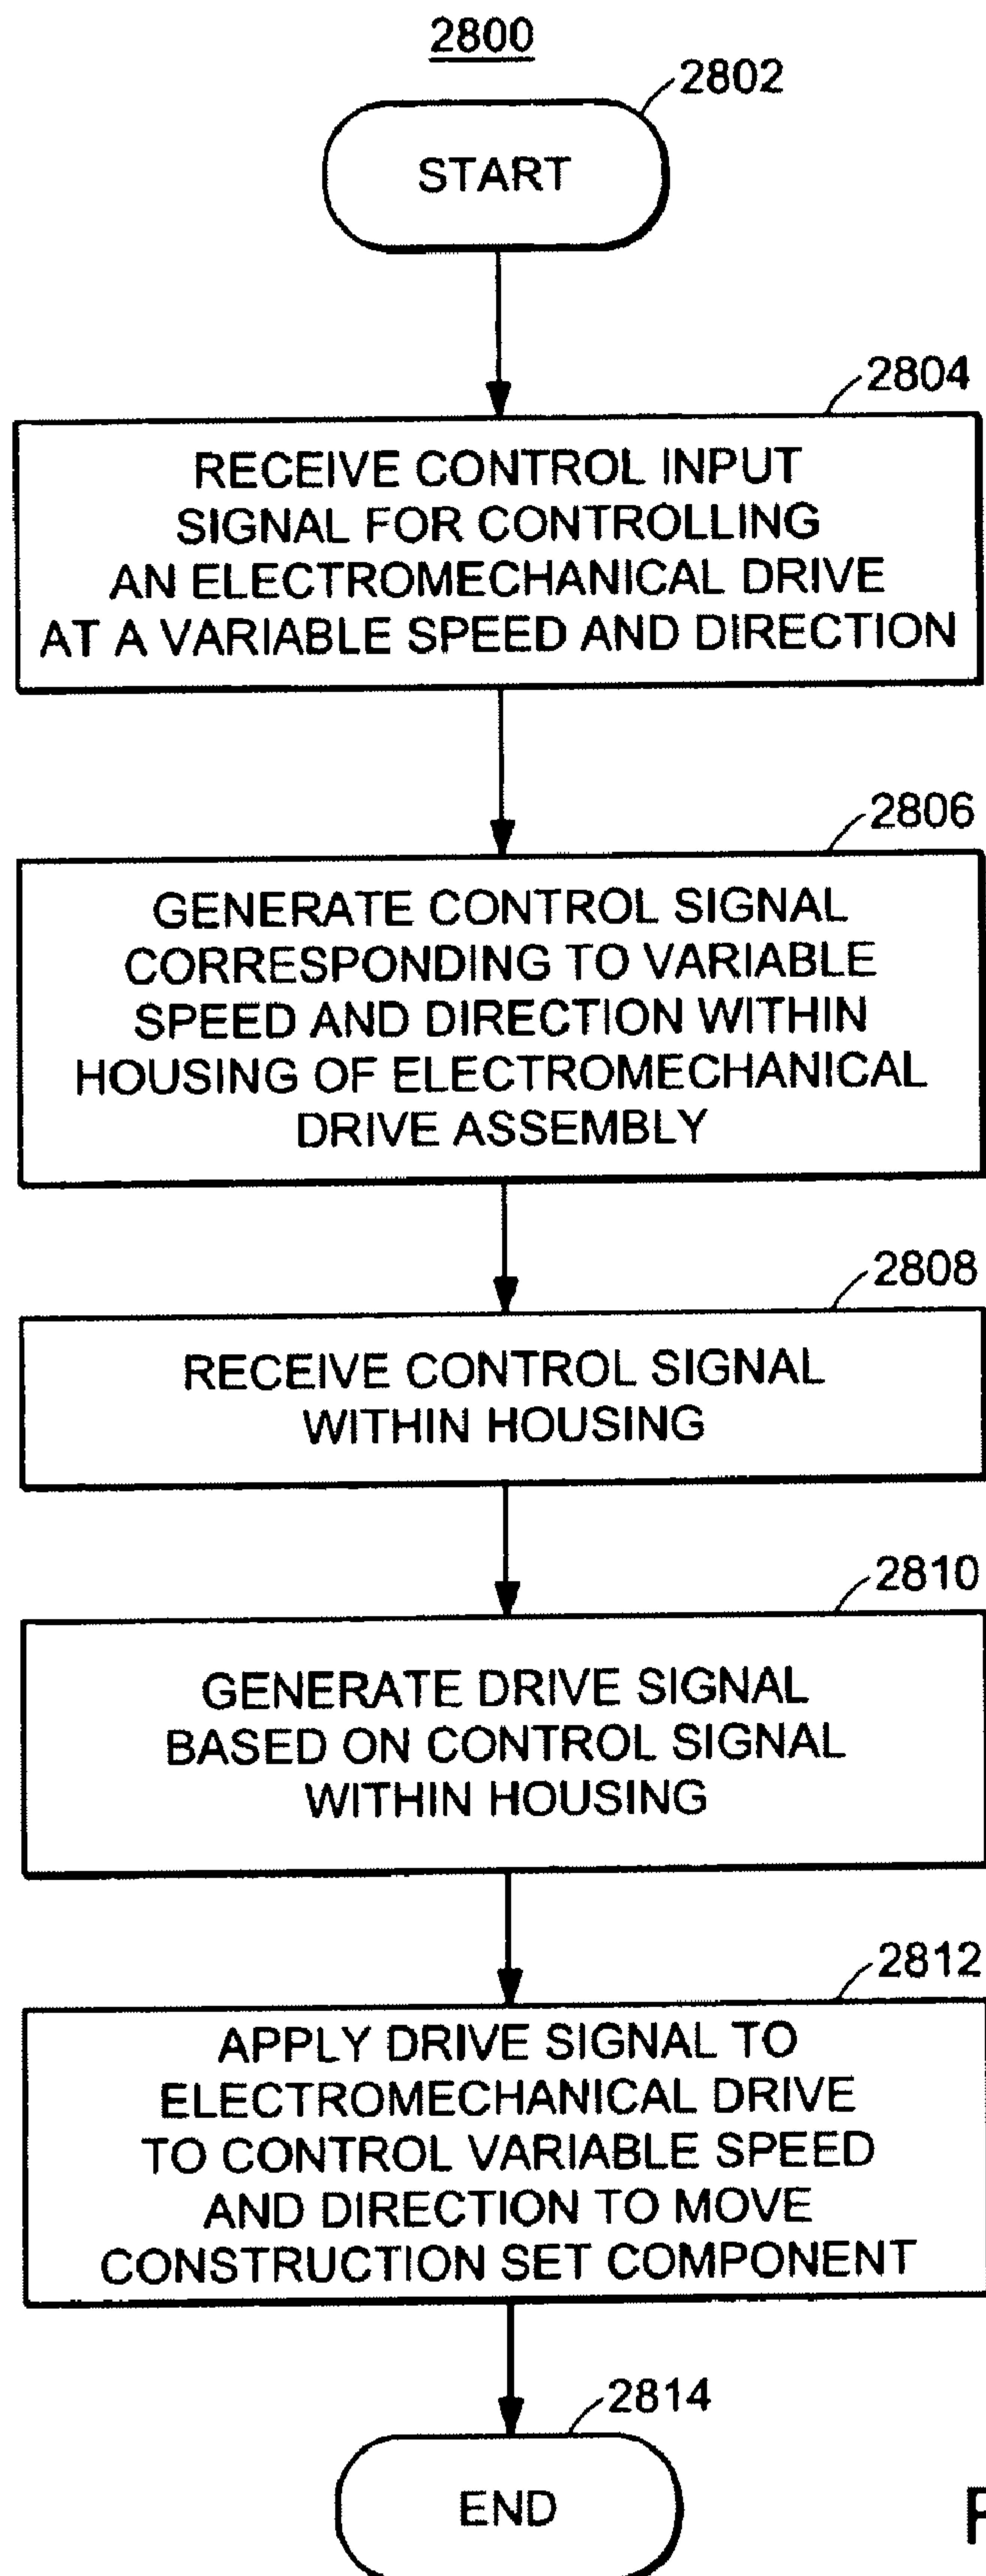 2800
2802
START
2804
RECEIVE CONTROL INPUT
SIGNAL FOR CONTROLLING
AN ELECTROMECHANICAL DRIVE
AT A VARIABLE SPEED AND DIRECTION
2806
GENERATE CONTROL SIGNAL
CORRESPONDING TO VARIABLE
SPEED AND DIRECTION WITHIN
HOUSING OF ELECTROMECHANICAL
DRIVE ASSEMBLY
2808
RECEIVE CONTROL SIGNAL
WITHIN HOUSING
2810
GENERATE DRIVE SIGNAL
BASED ON CONTROL SIGNAL
WITHIN HOUSING
2812
APPLY DRIVE SIGNAL TO
ELECTROMECHANICAL DRIVE
TO CONTROL VARIABLE SPEED
AND DIRECTION TO MOVE
CONSTRUCTION SET COMPONENT
2814
END